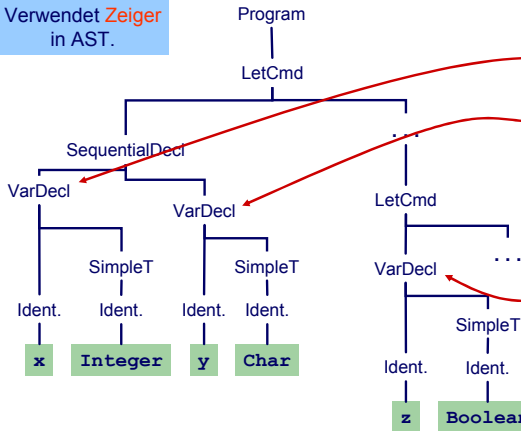 Verwendet Zeiger
in AST.
Program
LetCmd
SequentialDecl
...
VarDecl
VarDecl
LetCmd
SimpleT
SimpleT
VarDecl
...
Ident.
Ident.
Ident.
Ident.
SimpleT
x
Integer
y
Char
Ident.
Ident.
z
Boolean